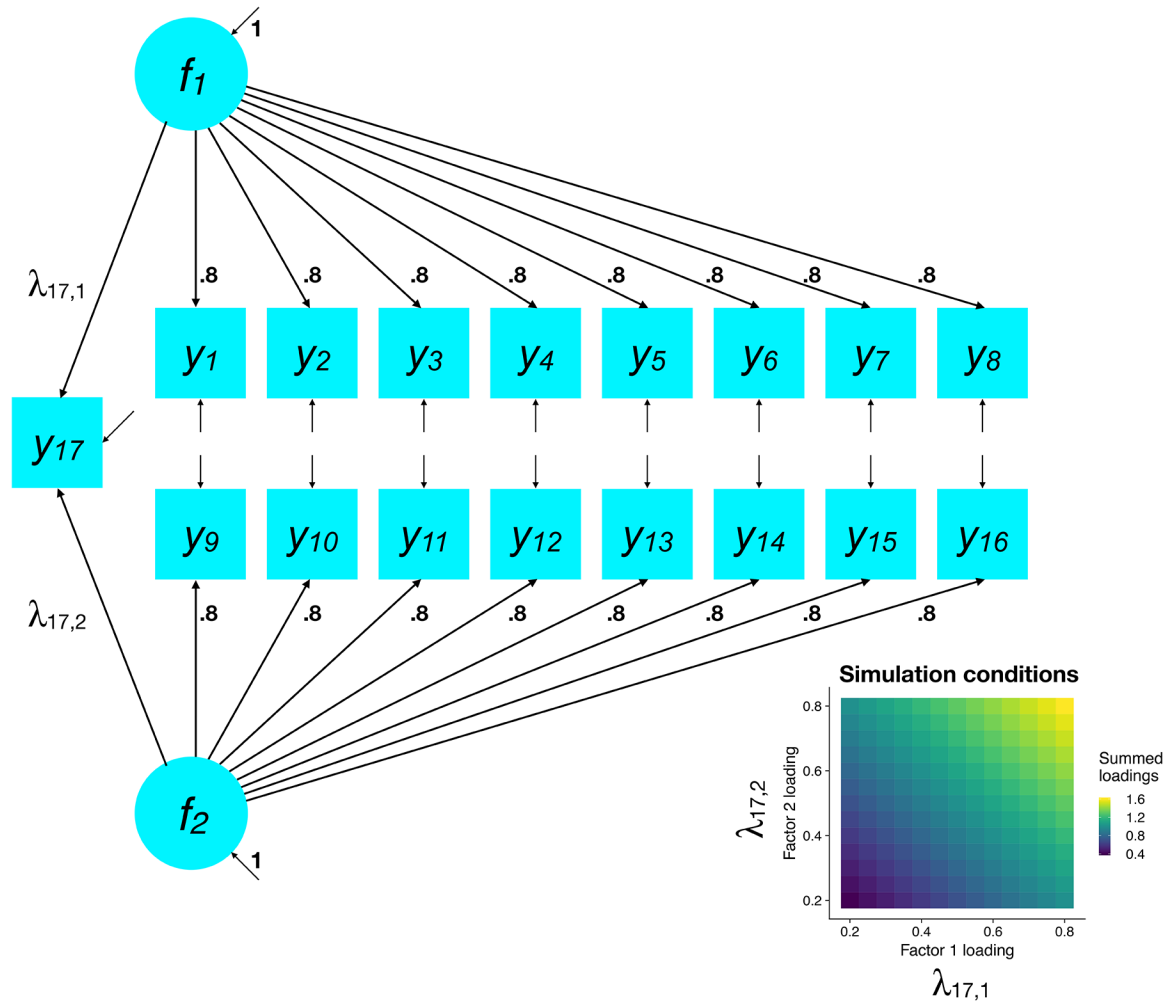 1
f1
λ17,1
.8 .8 .8 .8 .8 .8 .8 .8
y1 y2 y3 y4 y5 y6 y7 y8
y17
y9 y10 y11 y12 y13 y14 y15 y16
λ17,2
.8 .8 .8 .8 .8 .8 .8 .8
f2
1
Simulation conditions
0.8
0.6
0.4
0.2
λ17,2
Factor 2 loading
0.2 0.4 0.6 0.8
Factor 1 loading
λ17,1
Summed
loadings
1.6
1.2
0.8
0.4